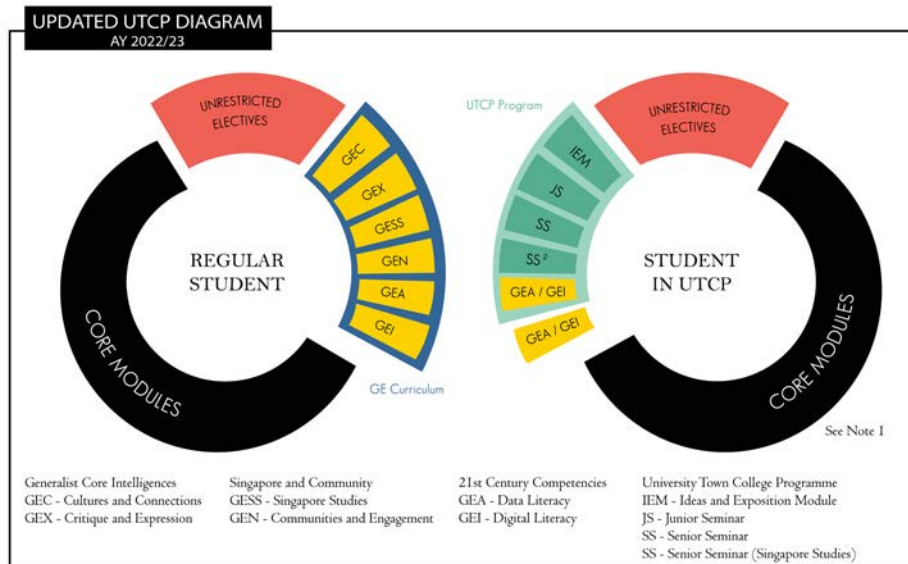 UPDATED UTCP DIAGRAM
AY 2022/23
UNRESTRICTED
ELECTIVES
GEC
GEX
GESS
GEN
GEA
GEI
REGULAR
STUDENT
CORE MODULES
GE Curriculum
UTCP Program
IEM
JS
SS
SS²
GEA / GEI
GEA / GEI
UNRESTRICTED
ELECTIVES
STUDENT
IN UTCP
CORE MODULES
See Note 1
Generalist Core Intelligences
GEC - Cultures and Connections
GEX - Critique and Expression
Singapore and Community
GESS - Singapore Studies
GEN - Communities and Engagement
21st Century Competencies
GEA - Data Literacy
GEI - Digital Literacy
University Town College Programme
IEM - Ideas and Exposition Module
JS - Junior Seminar
SS - Senior Seminar
SS - Senior Seminar (Singapore Studies)